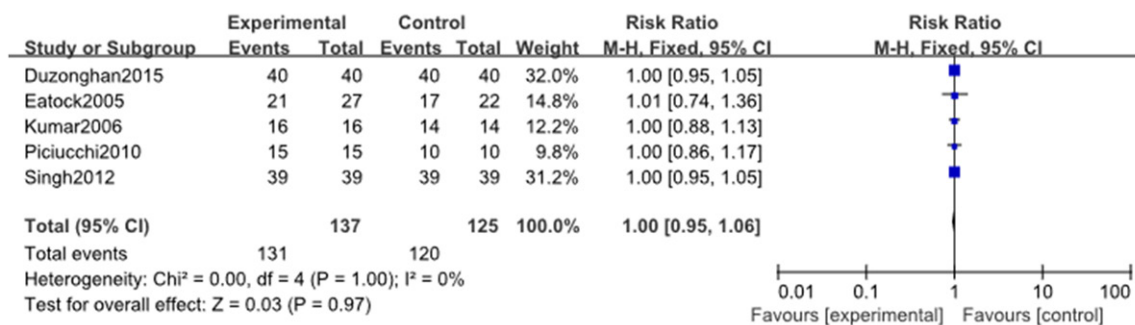 Experimental Control Risk Ratio Risk Ratio
Study or Subgroup Events Total Events Total Weight M-H, Fixed, 95% CI M-H, Fixed, 95% CI
Duzonghan2015 40 40 40 40 32.0% 1.00 [0.95, 1.05]
Eatock2005 21 27 17 22 14.8% 1.01 [0.74, 1.36]
Kumar2006 16 16 14 14 12.2% 1.00 [0.88, 1.13]
Piciucchi2010 15 15 10 10 9.8% 1.00 [0.86, 1.17]
Singh2012 39 39 39 39 31.2% 1.00 [0.95, 1.05]
Total (95% CI) 137 125 100.0% 1.00 [0.95, 1.06]
Total events 131 120
Heterogeneity: Chi² = 0.00, df = 4 (P = 1.00); I² = 0%
Test for overall effect: Z = 0.03 (P = 0.97)
0.01 0.1 1 10 100
Favours [experimental] Favours [control]